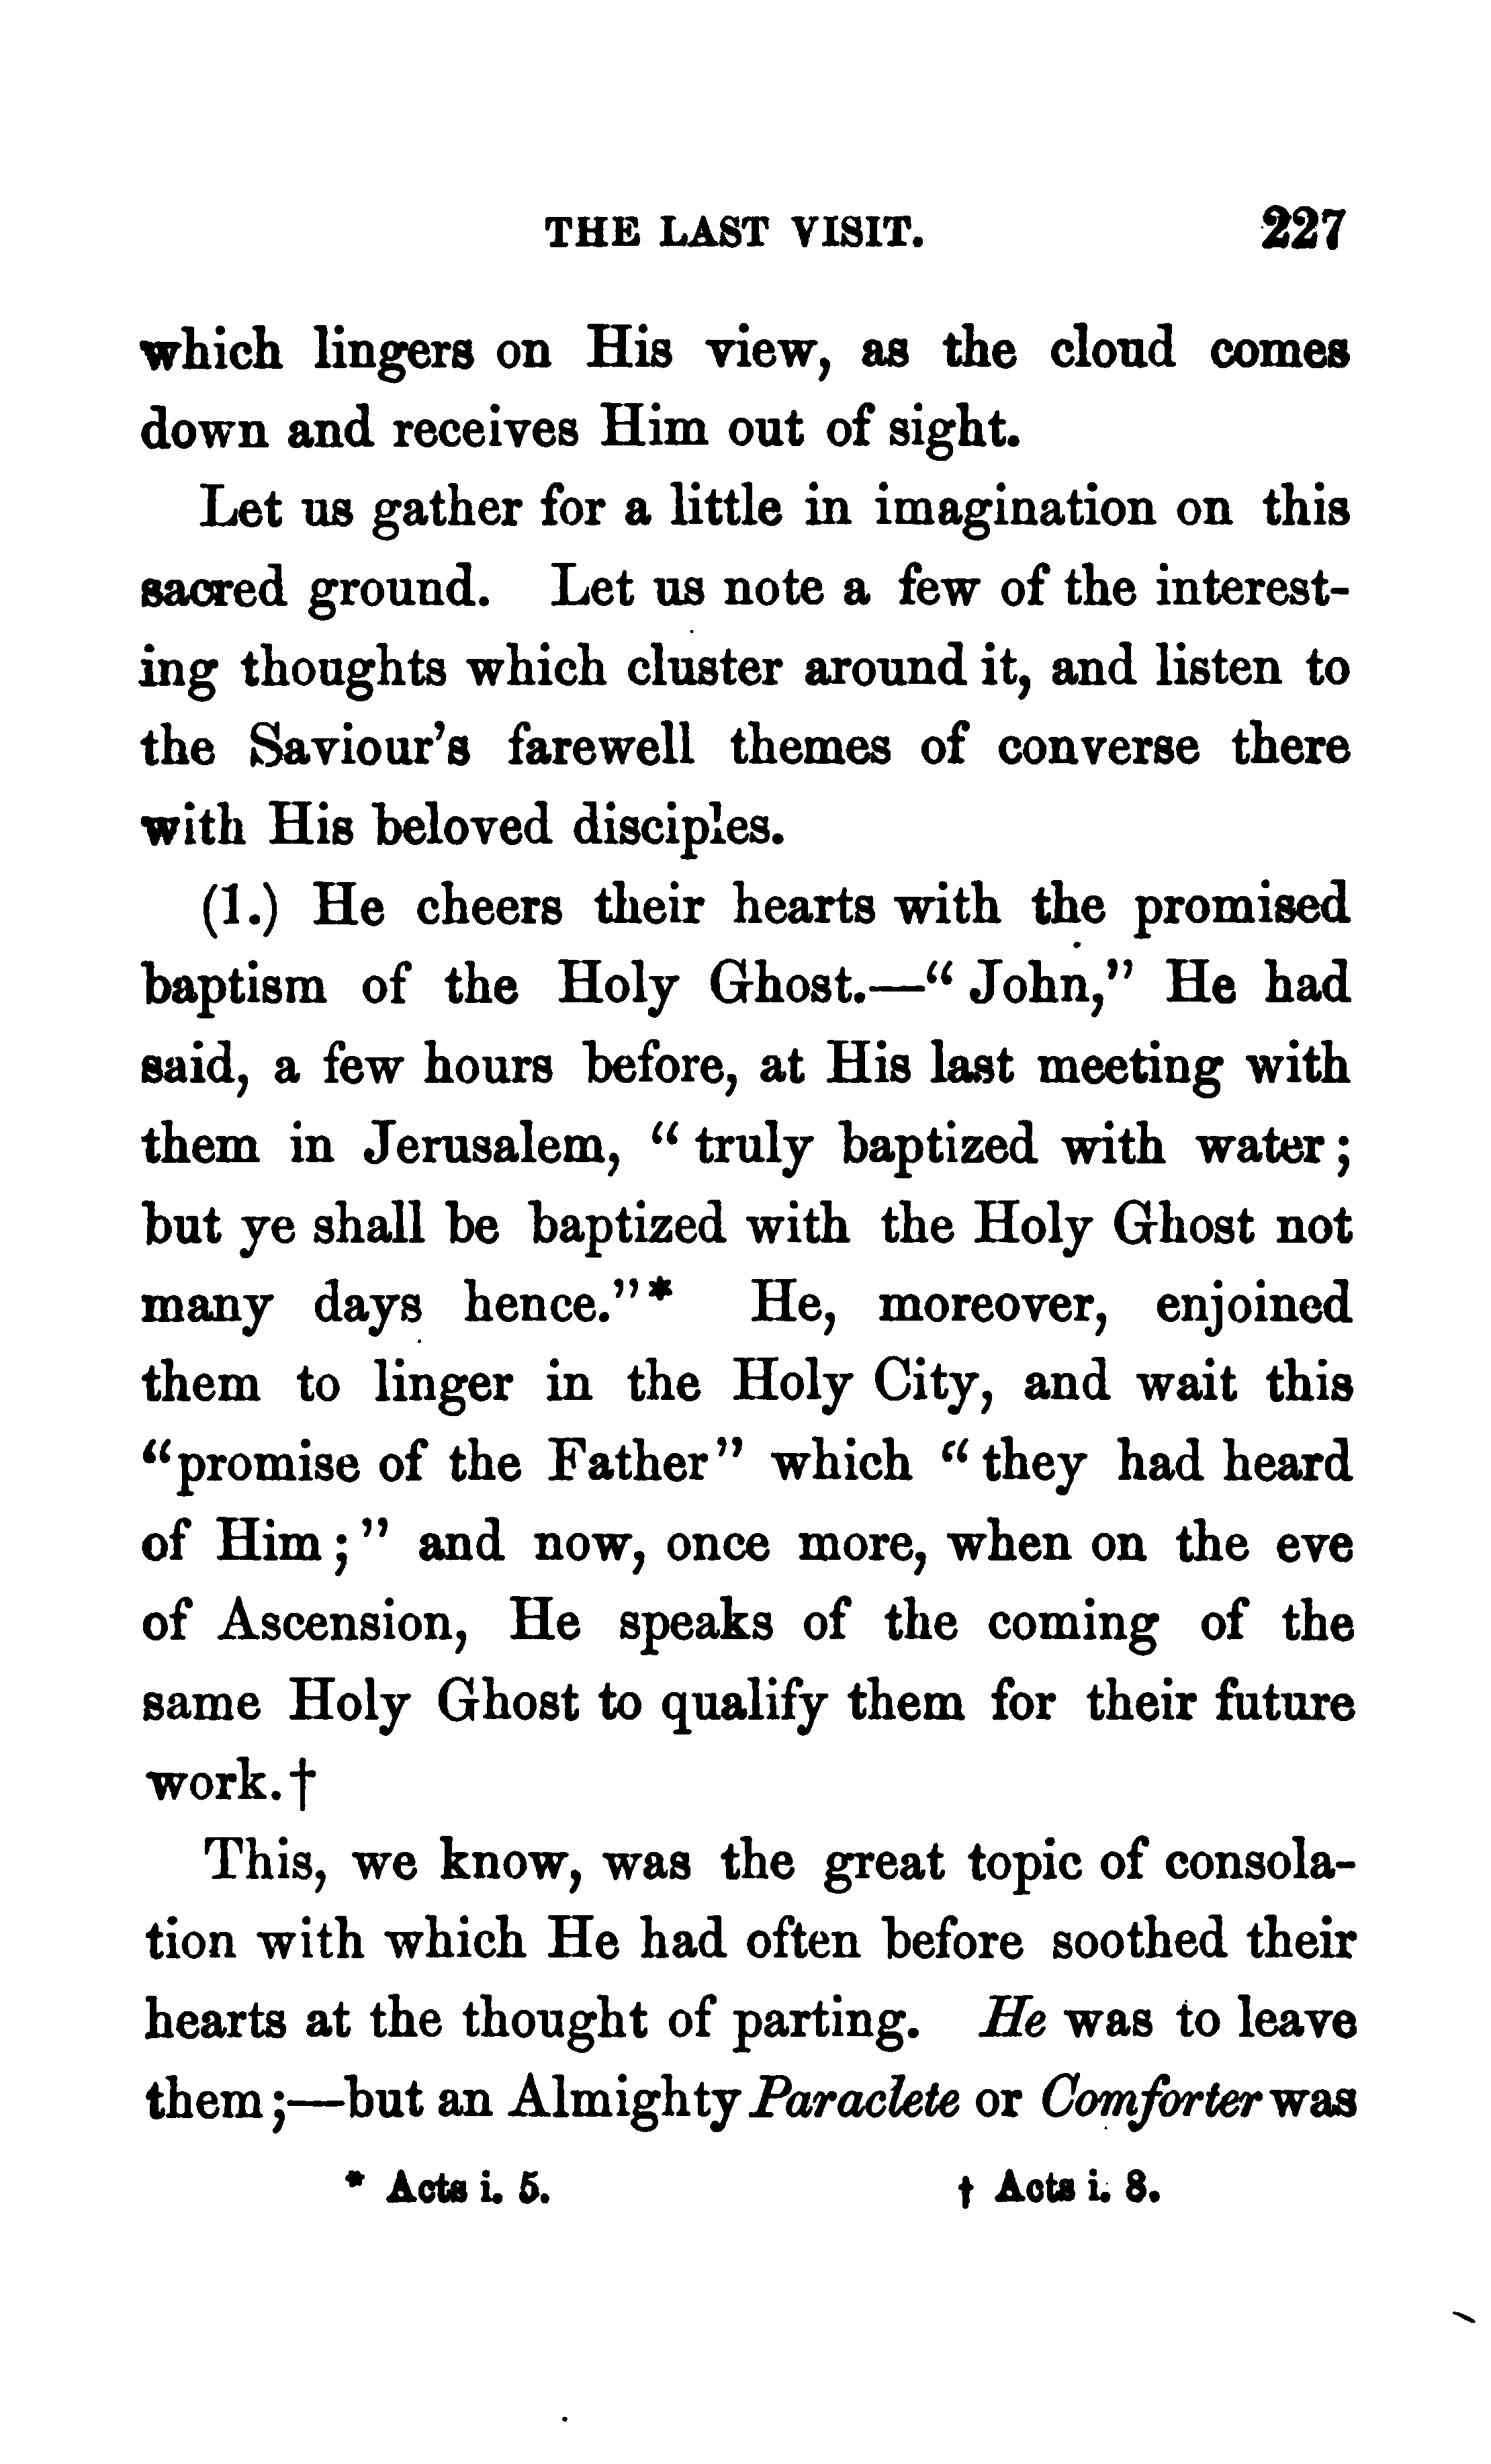 THE LAST VISIT. 227
which lingers on His view, as the cloud comes
down and receives Him out of sight.
Let us gather for a little in imagination on this
sacred ground. Let us note a few of the interest-
ing thoughts which cluster around it, and listen to
the Saviour's farewell themes of converse there
with His beloved disciples.
(1.) He cheers their hearts with the promised
baptism of the Holy Ghost.—“ John,” He had
said, a few hours before, at His last meeting with
them in Jerusalem, “ truly baptized with water ;
but ye shall be baptized with the Holy Ghost not
many days hence.”* He, moreover, enjoined
them to linger in the Holy City, and wait this
“promise of the Father” which “ they had heard
of Him ; ” and now, once more, when on the eve
of Ascension, He speaks of the coming of the
same Holy Ghost to qualify them for their future
work.†
This, we know, was the great topic of consola-
tion with which He had often before soothed their
hearts at the thought of parting. He was to leave
them ;—but an Almighty Paraclete or Comforter was
* Acts i. 5. † Acts i. 8.